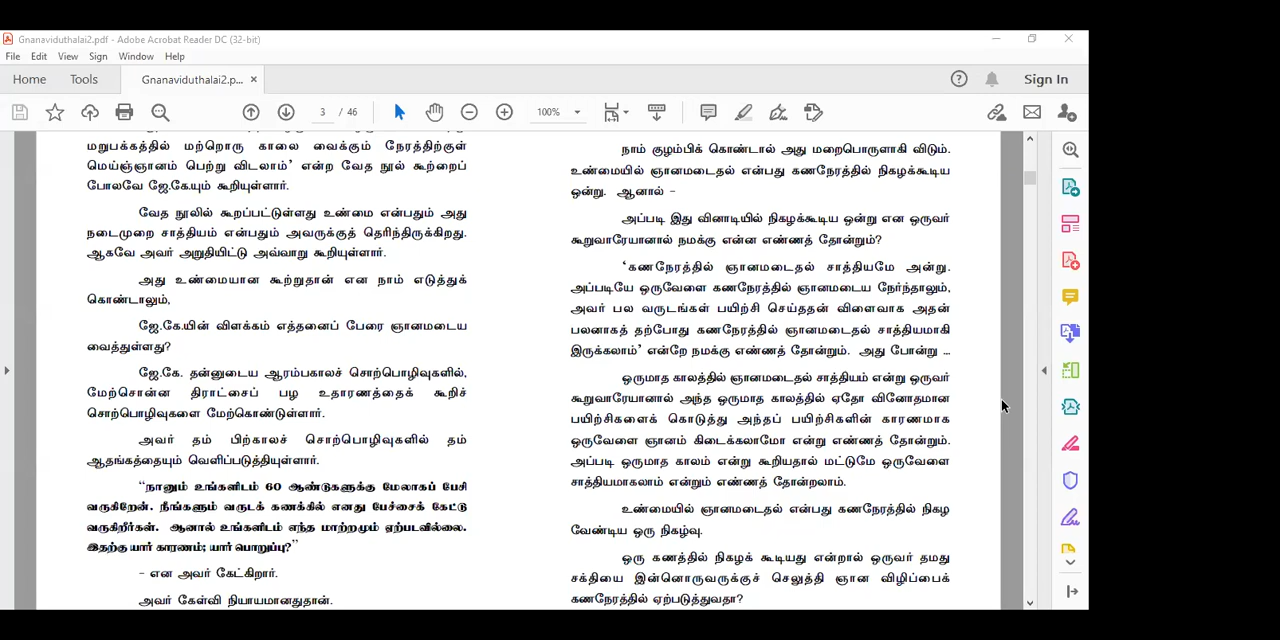 Gnanaviduthalai2.pdf - Adobe Acrobat Reader DC (32-bit)
File Edit View Sign Window Help
Home Tools Gnanaviduthalai2.p... × Sign In
3 / 46 100%
மறுபக்கத்தில் மற்றொரு காலை வைக்கும் நேரத்திற்குள்
மெய்ஞ்ஞானம் பெற்று விடலாம்' என்ற வேத நூல் கூற்றைப்
போலவே ஜே.கே.யும் கூறியுள்ளார்.
வேத நூலில் கூறப்பட்டுள்ளது உண்மை என்பதும் அது
நடைமுறை சாத்தியம் என்பதும் அவருக்குத் தெரிந்திருக்கிறது.
ஆகவே அவர் அறுதியிட்டு அவ்வாறு கூறியுள்ளார்.
அது உண்மையான கூற்றுதான் என நாம் எடுத்துக்
கொண்டாலும்,
ஜே.கே.யின் விளக்கம் எத்தனைப் பேரை ஞானமடைய
வைத்துள்ளது?
ஜே.கே. தன்னுடைய ஆரம்பகாலச் சொற்பொழிவுகளில்,
மேற்சொன்ன திராட்சைப் பழ உதாரணத்தைக் கூறிச்
சொற்பொழிவுகளை மேற்கொண்டுள்ளார்.
அவர் தம் பிற்காலச் சொற்பொழிவுகளில் தம்
ஆதங்கத்தையும் வெளிப்படுத்தியுள்ளார்.
“நானும் உங்களிடம் 60 ஆண்டுகளுக்கு மேலாகப் பேசி
வருகிறேன். நீங்களும் வருடக் கணக்கில் எனது பேச்சைக் கேட்டு
வருகிறீர்கள். ஆனால் உங்களிடம் எந்த மாற்றமும் ஏற்படவில்லை.
இதற்கு யார் காரணம்; யார் பொறுப்பு?”
- என அவர் கேட்கிறார்.
அவர் கேள்வி நியாயமானதுதான்.
நாம் குழம்பிக் கொண்டால் அது மறைபொருளாகி விடும்.
உண்மையில் ஞானமடைதல் என்பது கணநேரத்தில் நிகழக்கூடிய
ஒன்று. ஆனால் -
அப்படி இது வினாடியில் நிகழக்கூடிய ஒன்று என ஒருவர்
கூறுவாரேயானால் நமக்கு என்ன எண்ணத் தோன்றும்?
‘கணநேரத்தில் ஞானமடைதல் சாத்தியமே அன்று.
அப்படியே ஒருவேளை கணநேரத்தில் ஞானமடைய நேர்ந்தாலும்,
அவர் பல வருடங்கள் பயிற்சி செய்ததன் விளைவாக அதன்
பலனாகத் தற்போது கணநேரத்தில் ஞானமடைதல் சாத்தியமாகி
இருக்கலாம்’ என்றே நமக்கு எண்ணத் தோன்றும். அது போன்று ...
ஒருமாத காலத்தில் ஞானமடைதல் சாத்தியம் என்று ஒருவர்
கூறுவாரேயானால் அந்த ஒருமாத காலத்தில் ஏதோ வினோதமான
பயிற்சிகளைக் கொடுத்து அந்தப் பயிற்சிகளின் காரணமாக
ஒருவேளை ஞானம் கிடைக்கலாமோ என்று எண்ணத் தோன்றும்.
அப்படி ஒருமாத காலம் என்று கூறியதால் மட்டுமே ஒருவேளை
சாத்தியமாகலாம் என்றும் எண்ணத் தோன்றலாம்.
உண்மையில் ஞானமடைதல் என்பது கணநேரத்தில் நிகழ
வேண்டிய ஒரு நிகழ்வு.
ஒரு கணத்தில் நிகழக் கூடியது என்றால் ஒருவர் தமது
சக்தியை இன்னொருவருக்குச் செலுத்தி ஞான விழிப்பைக்
கணநேரத்தில் ஏற்படுத்துவதா?